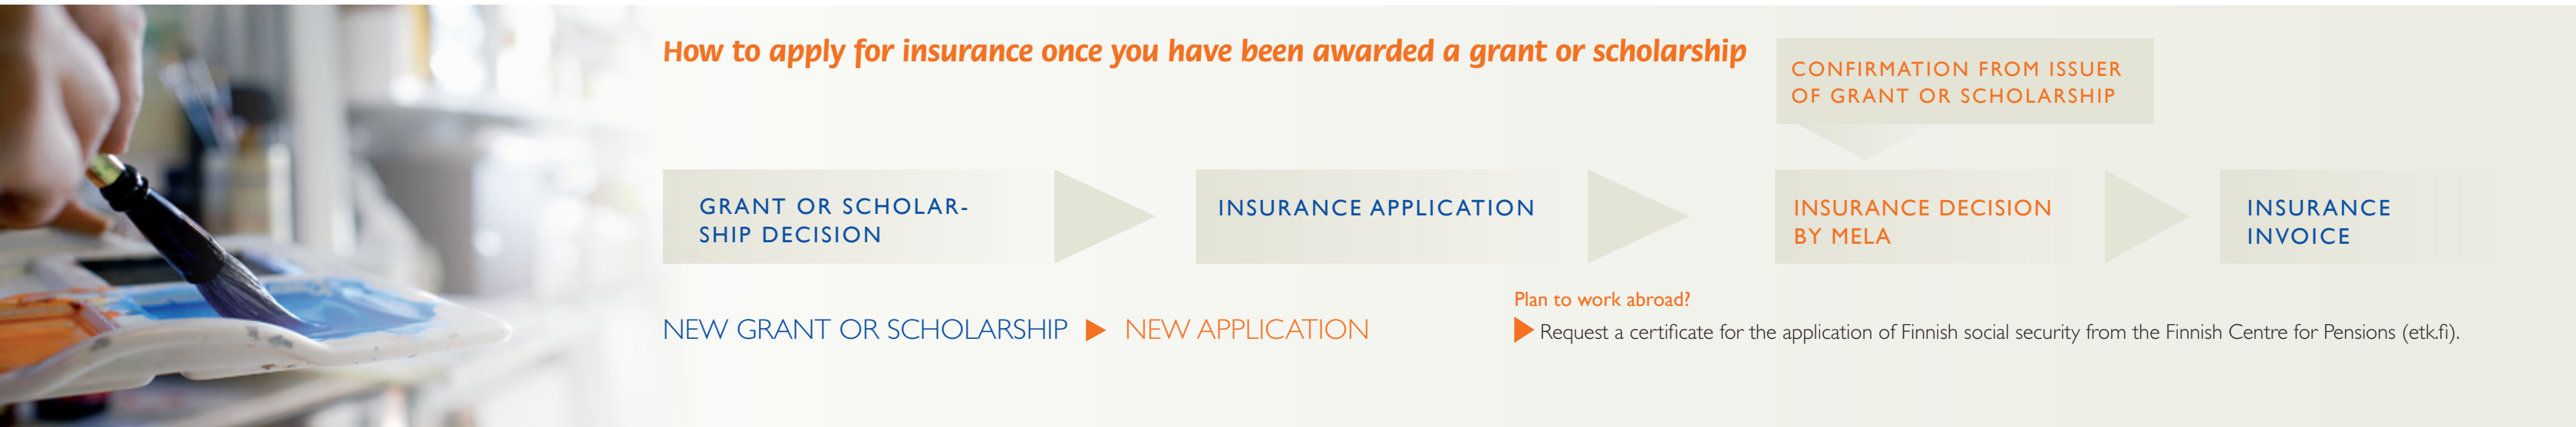 How to apply for insurance once you have been awarded a grant or scholarship
CONFIRMATION FROM ISSUER
OF GRANT OR SCHOLARSHIP
GRANT OR SCHOLAR-
SHIP DECISION
INSURANCE APPLICATION
INSURANCE DECISION
BY MELA
INSURANCE
INVOICE
NEW GRANT OR SCHOLARSHIP ▶ NEW APPLICATION
Plan to work abroad?
▶ Request a certificate for the application of Finnish social security from the Finnish Centre for Pensions (etk.fi).